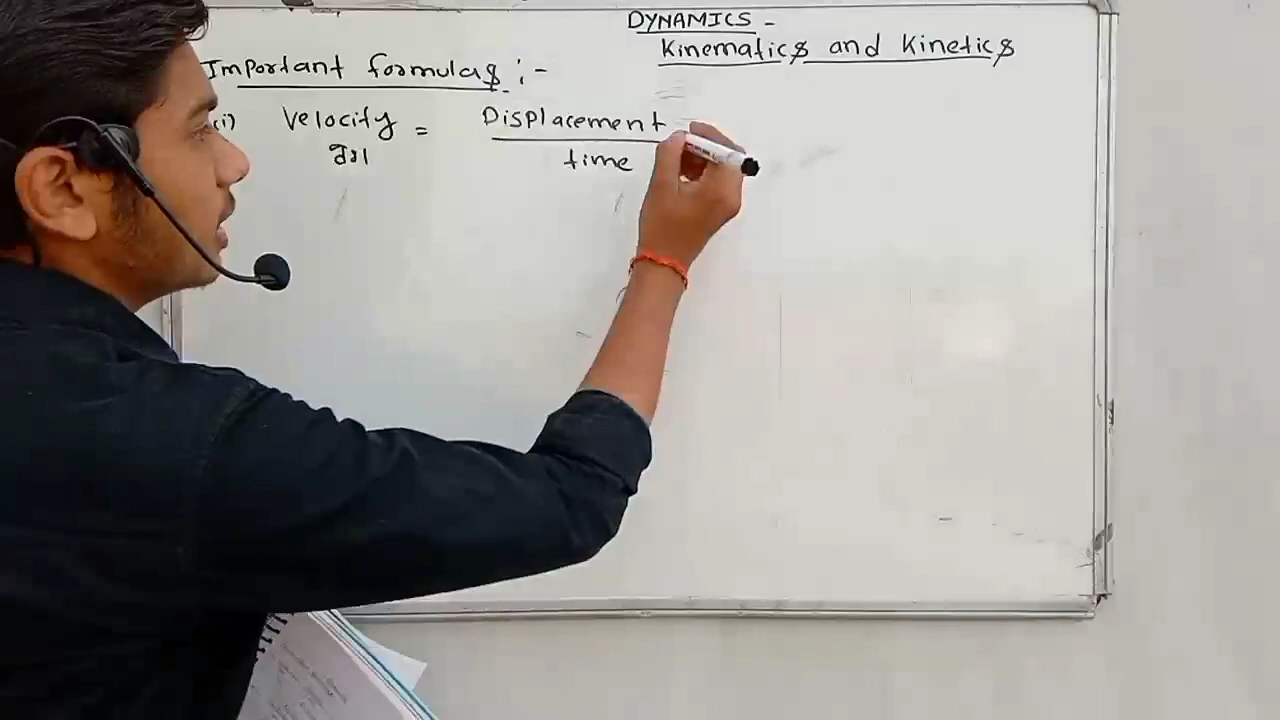 DYNAMICS -
Kinematics and Kinetics
Important formulas :-
(i) Velocity = Displacement
time
वेग